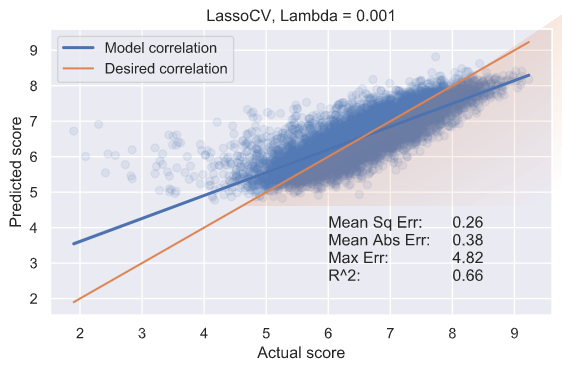 LassoCV, Lambda = 0.001
Model correlation
Desired correlation
Predicted score
9
8
7
6
5
4
3
2
Mean Sq Err: 0.26
Mean Abs Err: 0.38
Max Err: 4.82
R^2: 0.66
2 3 4 5 6 7 8 9
Actual score